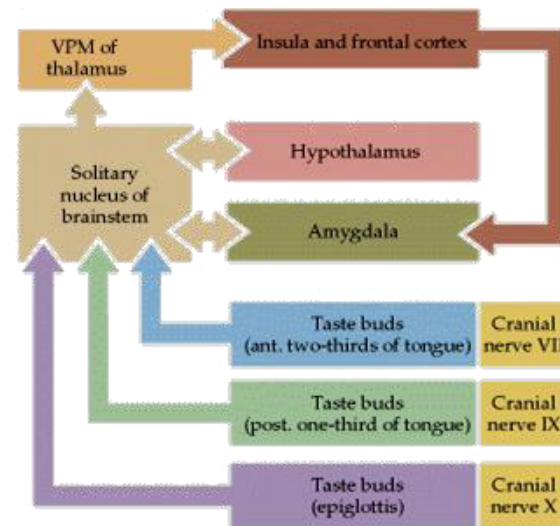 VPM of
thalamus
Insula and frontal cortex
Solitary
nucleus of
brainstem
Hypothalamus
Amygdala
Taste buds
(ant. two-thirds of tongue)
Cranial
nerve VII
Taste buds
(post. one-third of tongue)
Cranial
nerve IX
Taste buds
(epiglottis)
Cranial
nerve X